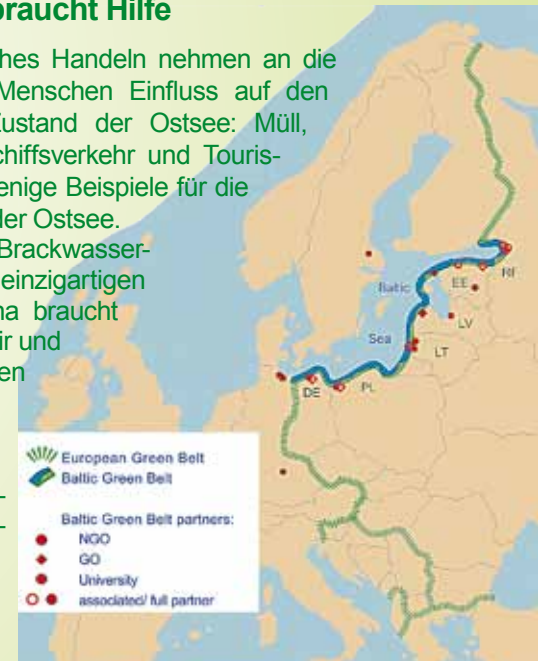 braucht Hilfe
ches Handeln nehmen an die
Menschen Einfluss auf den
Zustand der Ostsee: Müll,
chiffsverkehr und Touris-
enige Beispiele für die
der Ostsee.
Brackwasser-
einzigartigen
na braucht
ir und
en
-
-
Baltic
Sea
RF
EE
LV
LT
DE
PL
European Green Belt
Baltic Green Belt
Baltic Green Belt partners:
NGO
GO
University
associated/ full partner